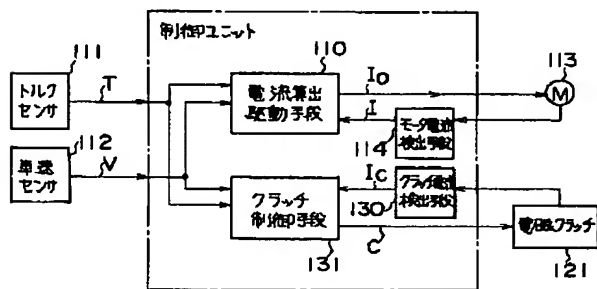 制御ユニット
111
トルク
センサ
T
112
車速
センサ
V
110
電流算出
駆動手段
Io
I
113
M
114
モータ電流
検出手段
Ic
130
クラッチ電流
検出手段
クラッチ
制御手段
131
C
電磁クラッチ
121